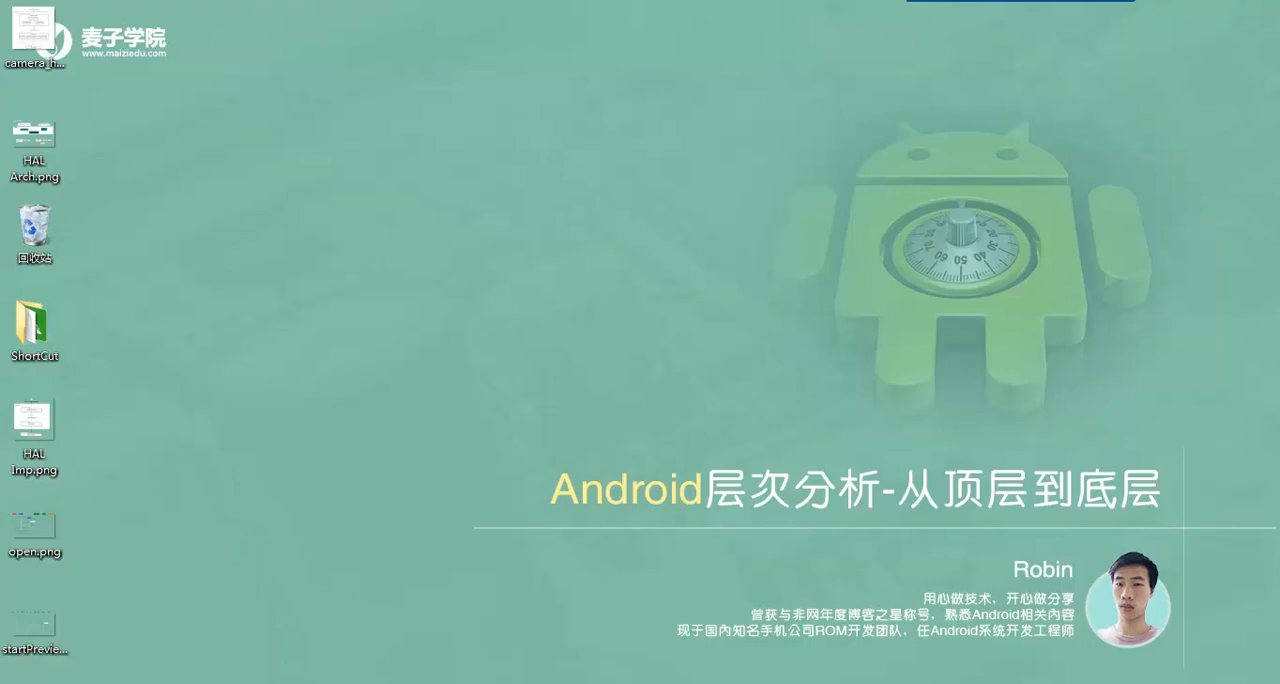 麦子学院
www.maiziedu.com
camera_h...
HAL
Arch.png
回收站
ShortCut
HAL
Imp.png
open.png
startPrevie...
70
60
50
40
30
Android层次分析-从顶层到底层
Robin
用心做技术，开心做分享
曾获与非网年度博客之星称号，熟悉Android相关内容
现于国内知名手机公司ROM开发团队，任Android系统开发工程师